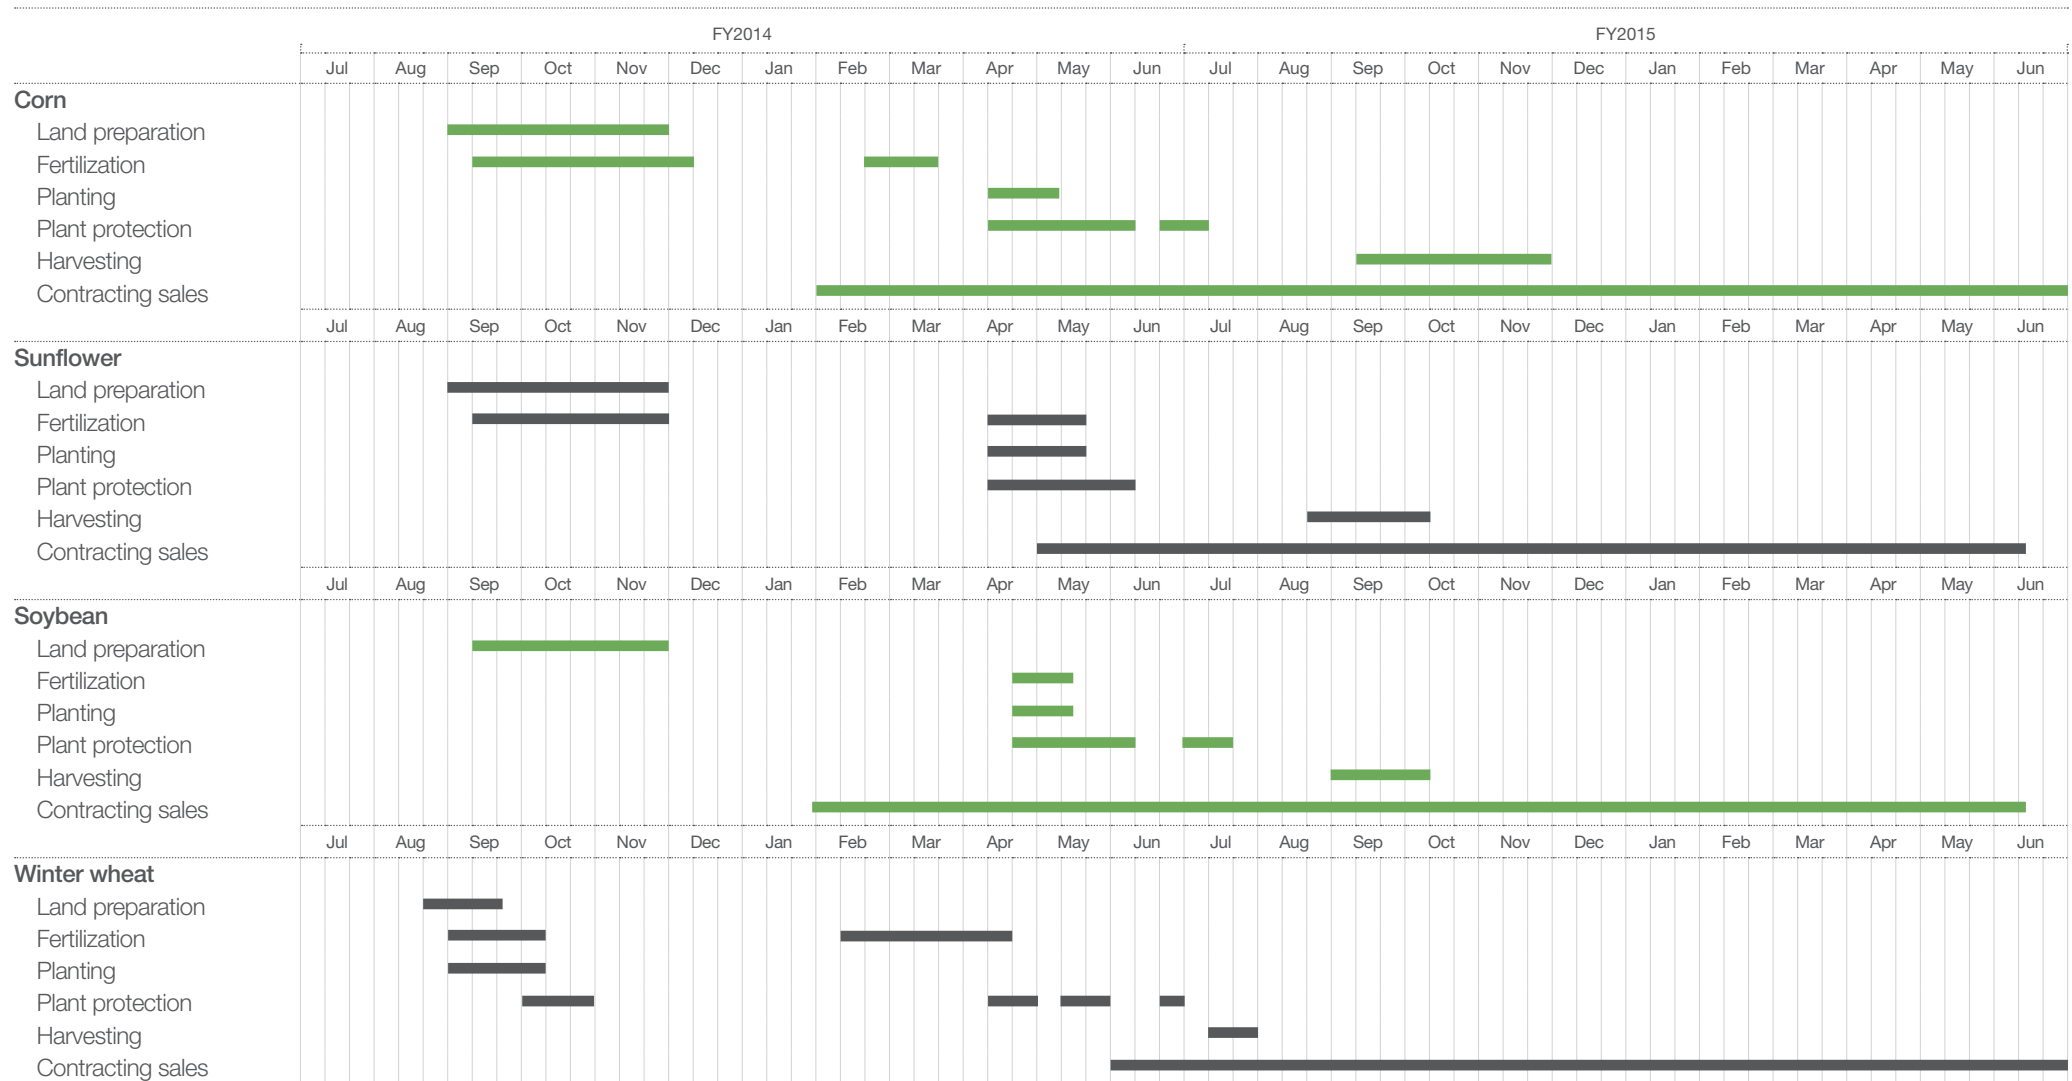 FY2014 FY2015
Jul Aug Sep Oct Nov Dec Jan Feb Mar Apr May Jun Jul Aug Sep Oct Nov Dec Jan Feb Mar Apr May Jun
Corn
Land preparation
Fertilization
Planting
Plant protection
Harvesting
Contracting sales
Jul Aug Sep Oct Nov Dec Jan Feb Mar Apr May Jun Jul Aug Sep Oct Nov Dec Jan Feb Mar Apr May Jun
Sunflower
Land preparation
Fertilization
Planting
Plant protection
Harvesting
Contracting sales
Jul Aug Sep Oct Nov Dec Jan Feb Mar Apr May Jun Jul Aug Sep Oct Nov Dec Jan Feb Mar Apr May Jun
Soybean
Land preparation
Fertilization
Planting
Plant protection
Harvesting
Contracting sales
Jul Aug Sep Oct Nov Dec Jan Feb Mar Apr May Jun Jul Aug Sep Oct Nov Dec Jan Feb Mar Apr May Jun
Winter wheat
Land preparation
Fertilization
Planting
Plant protection
Harvesting
Contracting sales